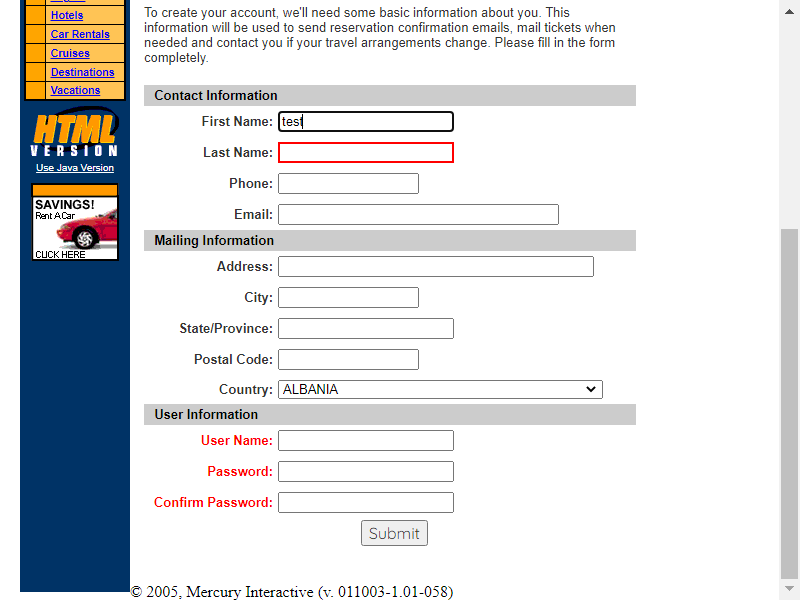 Hotels
Car Rentals
Cruises
Destinations
Vacations
HTML
VERSION
Use Java Version
SAVINGS!
Rent A Car
CLICK HERE
To create your account, we'll need some basic information about you. This
information will be used to send reservation confirmation emails, mail tickets when
needed and contact you if your travel arrangements change. Please fill in the form
completely.
Contact Information
First Name: test
Last Name:
Phone:
Email:
Mailing Information
Address:
City:
State/Province:
Postal Code:
Country: ALBANIA
User Information
User Name:
Password:
Confirm Password:
Submit
© 2005, Mercury Interactive (v. 011003-1.01-058)